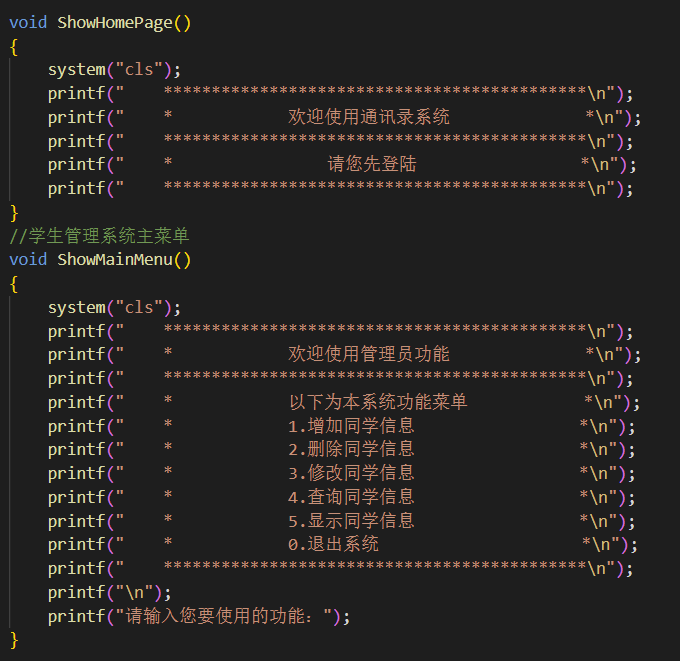 void ShowHomePage()
{
    system("cls");
    printf("    ********************************************\n");
    printf("    *            欢迎使用通讯录系统              *\n");
    printf("    ********************************************\n");
    printf("    *                请您先登陆                 *\n");
    printf("    ********************************************\n");
}
//学生管理系统主菜单
void ShowMainMenu()
{
    system("cls");
    printf("    ********************************************\n");
    printf("    *            欢迎使用管理员功能              *\n");
    printf("    ********************************************\n");
    printf("    *            以下为本系统功能菜单            *\n");
    printf("    *            1.增加同学信息                 *\n");
    printf("    *            2.删除同学信息                 *\n");
    printf("    *            3.修改同学信息                 *\n");
    printf("    *            4.查询同学信息                 *\n");
    printf("    *            5.显示同学信息                 *\n");
    printf("    *            0.退出系统                     *\n");
    printf("    ********************************************\n");
    printf("\n");
    printf("请输入您要使用的功能：");
}